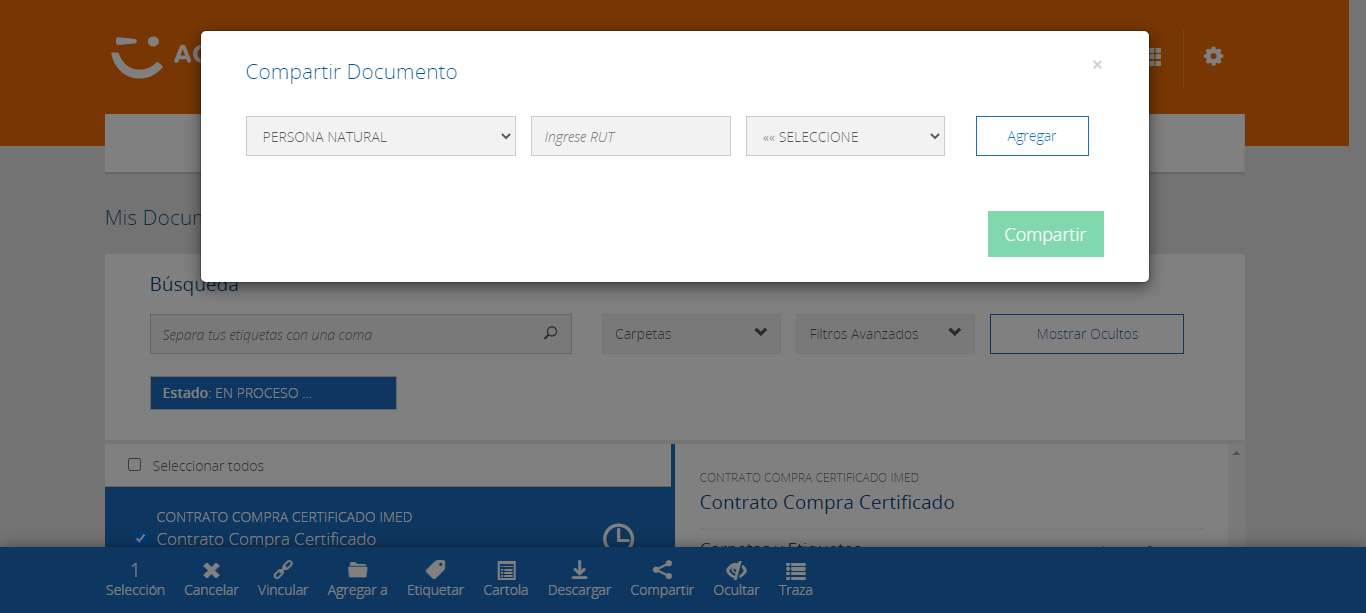 Compartir Documento
×
PERSONA NATURAL
Ingrese RUT
«« SELECCIONE
Agregar
Compartir
Búsqueda
Separa tus etiquetas con una coma
Carpetas
Filtros Avanzados
Mostrar Ocultos
Estado: EN PROCESO ...
Seleccionar todos
CONTRATO COMPRA CERTIFICADO IMED
Contrato Compra Certificado
CONTRATO COMPRA CERTIFICADO IMED
Contrato Compra Certificado
1
Selección
Cancelar
Vincular
Agregar a
Etiquetar
Cartola
Descargar
Compartir
Ocultar
Traza